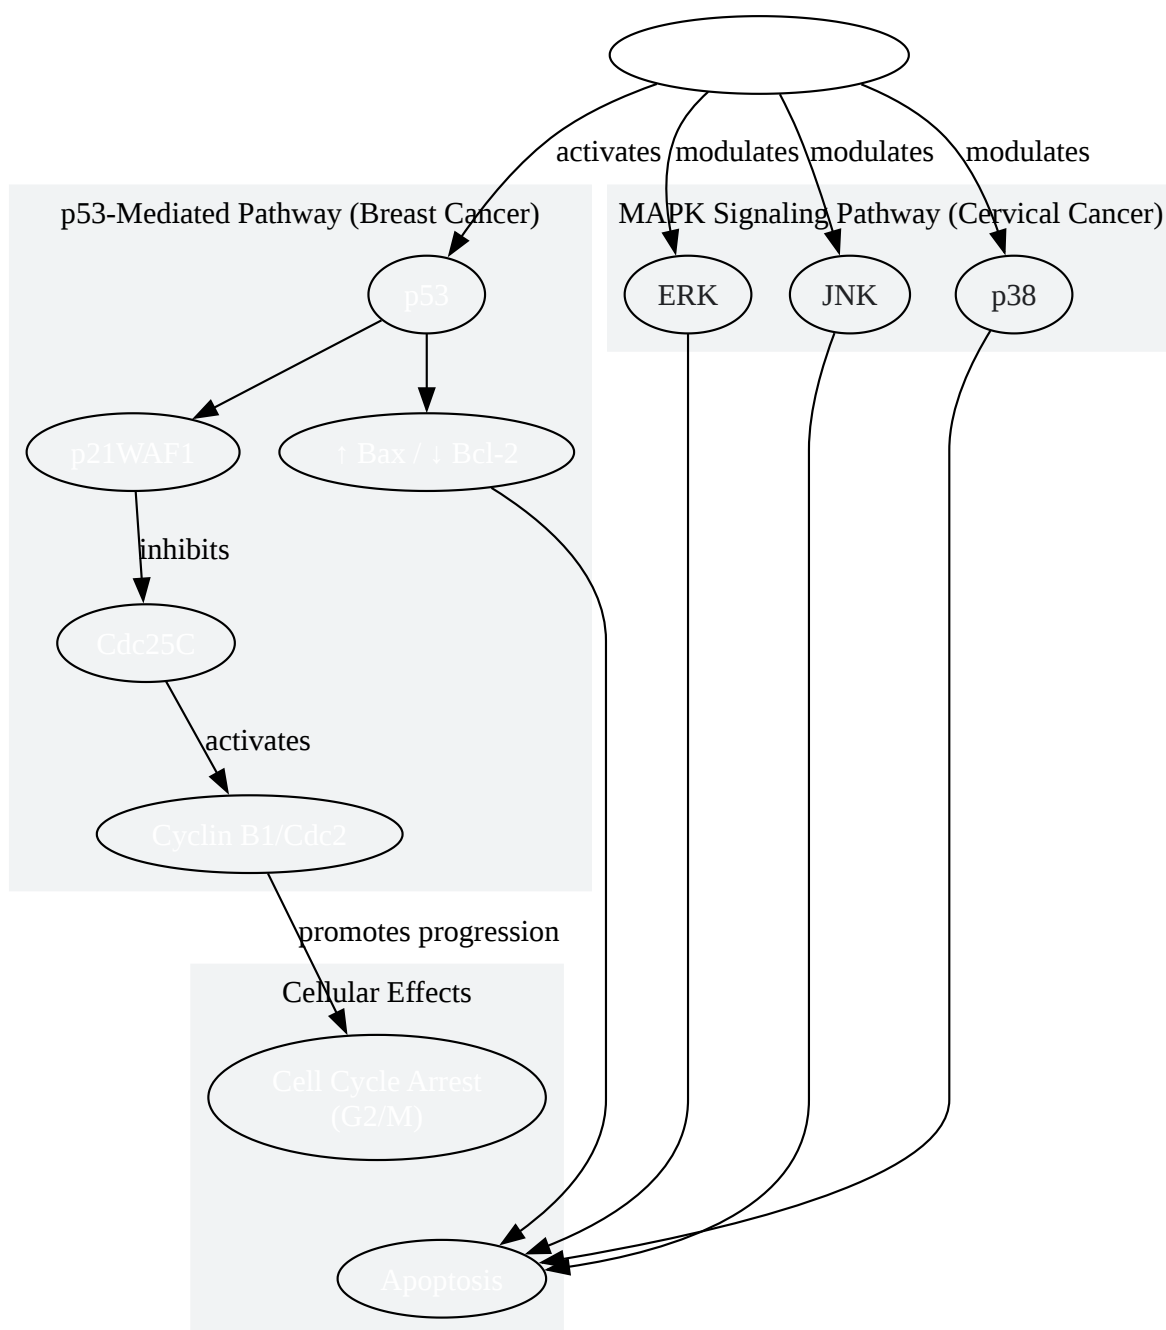 activates
modulates
modulates
modulates
p53-Mediated Pathway (Breast Cancer)
MAPK Signaling Pathway (Cervical Cancer)
p53
ERK
JNK
p38
p21WAF1
↑ Bax / ↓ Bcl-2
inhibits
Cdc25C
activates
Cyclin B1/Cdc2
promotes progression
Cellular Effects
Cell Cycle Arrest
(G2/M)
Apoptosis